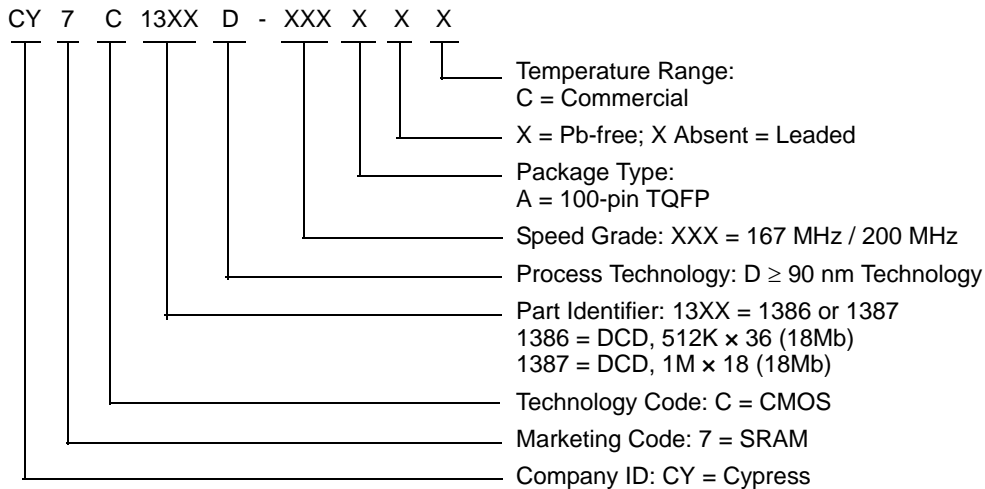 CY 7 C 13XX D - XXX X X X
Temperature Range:
C = Commercial
X = Pb-free; X Absent = Leaded
Package Type:
A = 100-pin TQFP
Speed Grade: XXX = 167 MHz / 200 MHz
Process Technology: D ≥ 90 nm Technology
Part Identifier: 13XX = 1386 or 1387
1386 = DCD, 512K × 36 (18Mb)
1387 = DCD, 1M × 18 (18Mb)
Technology Code: C = CMOS
Marketing Code: 7 = SRAM
Company ID: CY = Cypress